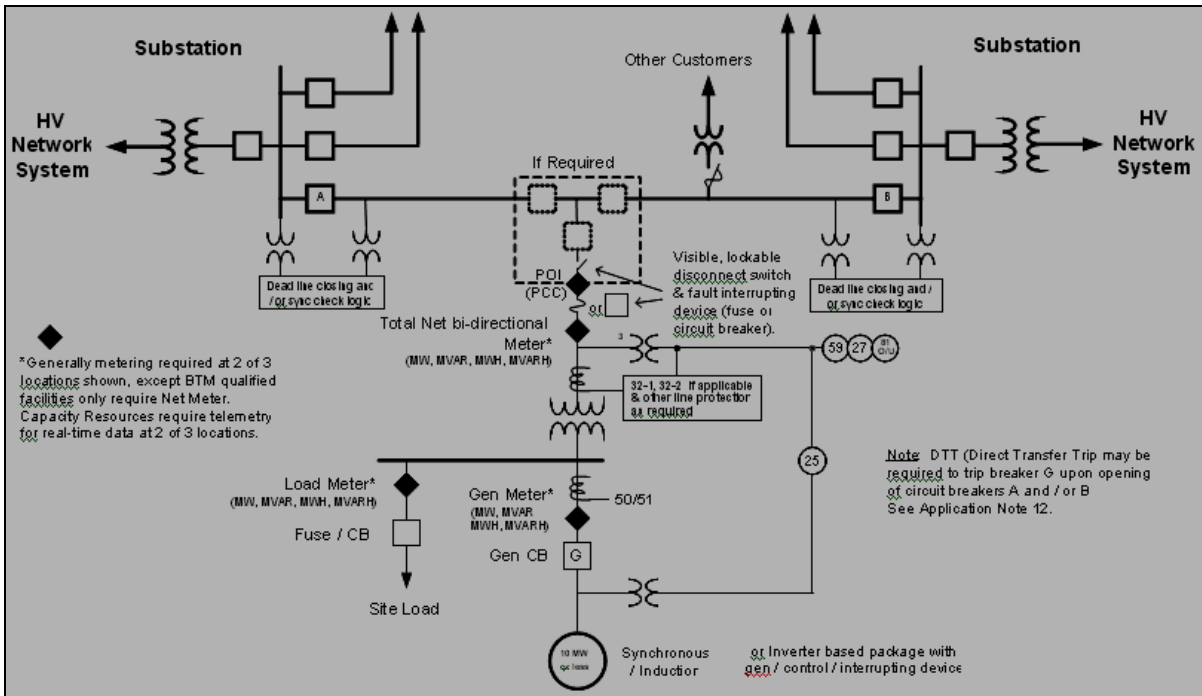 Substation
Substation
Other Customers
HV
Network
System
HV
Network
System
If Required
A
B
Dead line closing and
/ or sync check logic
POI
(PCC)
or
Visible, lockable
disconnect switch
& fault interrupting
device (fuse or
circuit breaker).
Dead line closing and /
or sync check logic
Total Net bi-directional
Meter*
(MW, MVAR, MWH, MVARH)
3
59
27
81
O/U
*Generally metering required at 2 of 3
locations shown, except BTM qualified
facilities only require Net Meter.
Capacity Resources require telemetry
for real-time data at 2 of 3 locations.
32-1, 32-2 If applicable
& other line protection
as required
25
Note: DTT (Direct Transfer Trip may be
required to trip breaker G upon opening
of circuit breakers A and / or B
See Application Note 12.
Load Meter*
(MW, MVAR, MWH, MVARH)
Gen Meter*
(MW, MVAR
MWH, MVARH)
50/51
Fuse / CB
Gen CB
G
Site Load
10 MW
or less
Synchronous
/ Induction
or Inverter based package with
gen / control / interrupting device